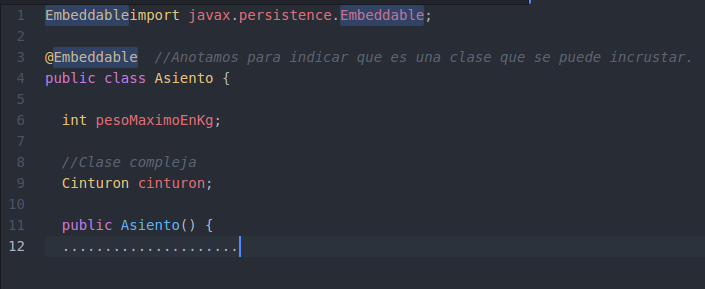 1 Embeddableimport javax.persistence.Embeddable;
2
3 @Embeddable //Anotamos para indicar que es una clase que se puede incrustar.
4 public class Asiento {
5
6 int pesoMaximoEnKg;
7
8 //Clase compleja
9 Cinturon cinturon;
10
11 public Asiento() {
12 .....................